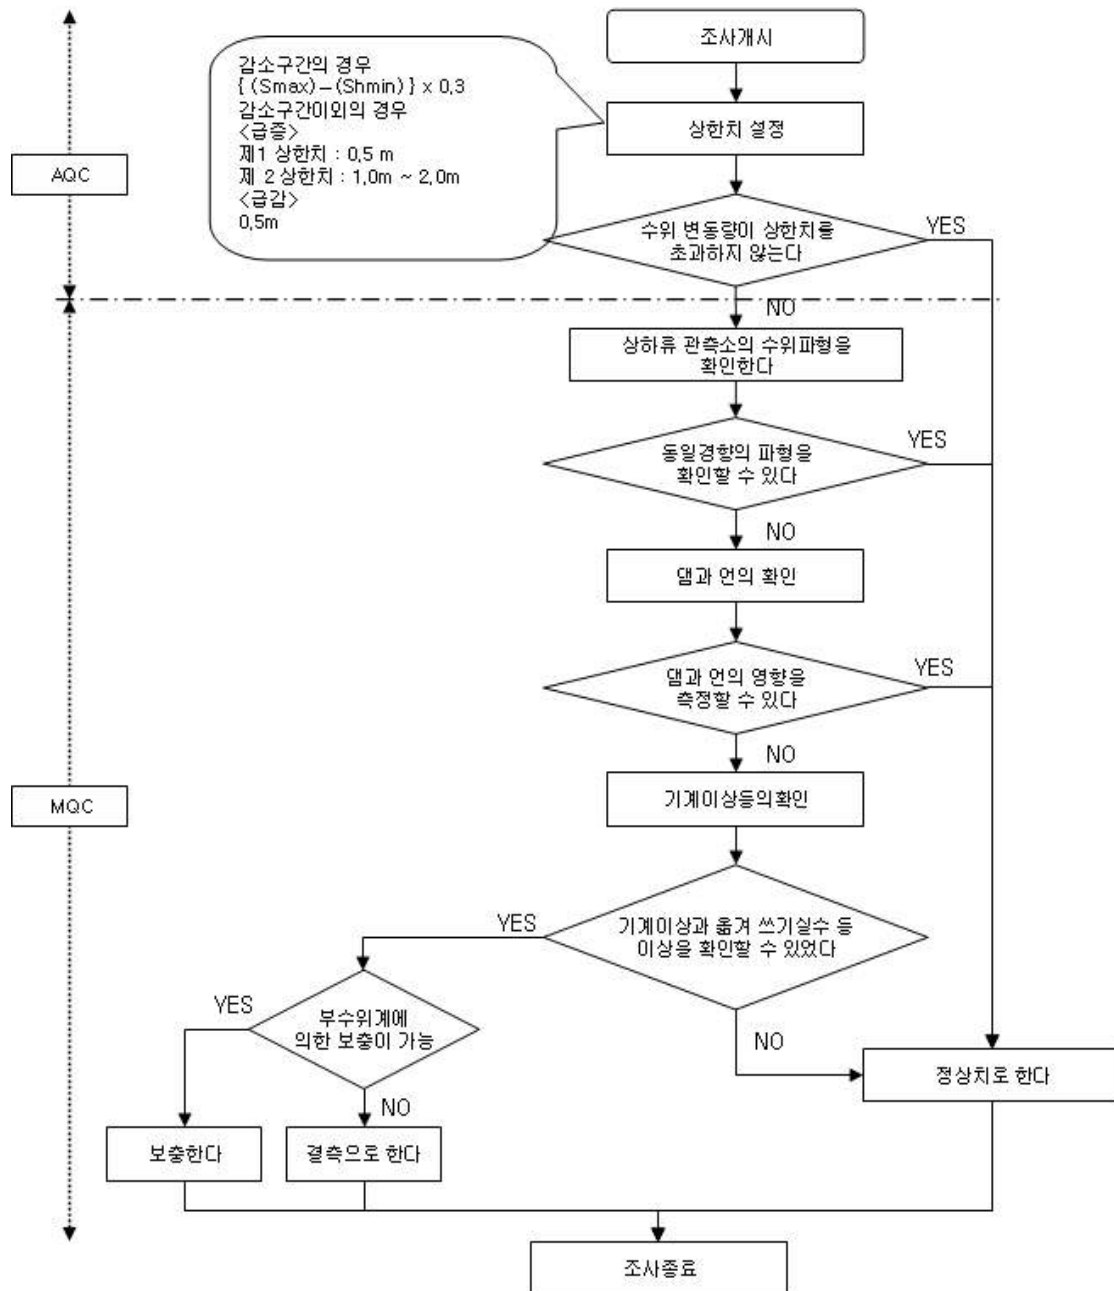 조사개시
감소구간의 경우
{ (Smax)-(Shmin) } x 0,3
감소구간이외의 경우
<급증>
제1 상한치 : 0,5 m
제 2 상한치 : 1,0m ~ 2,0m
<급감>
0,5m
상한치 설정
AQC
수위 변동량이 상한치를
초과하지 않는다
YES
NO
상하류 관측소의 수위파형을
확인한다
동일경향의 파형을
확인할 수 있다
YES
NO
댐과 언의 확인
댐과 언의 영향을
측정할 수 있다
YES
NO
MQC
기계이상등의확인
기계이상과 옮겨 쓰기실수 등
이상을 확인할 수 있었다
YES
NO
부수위계에
의한 보충이 가능
YES
NO
정상치로 한다
보충한다
결측으로 한다
조사종료